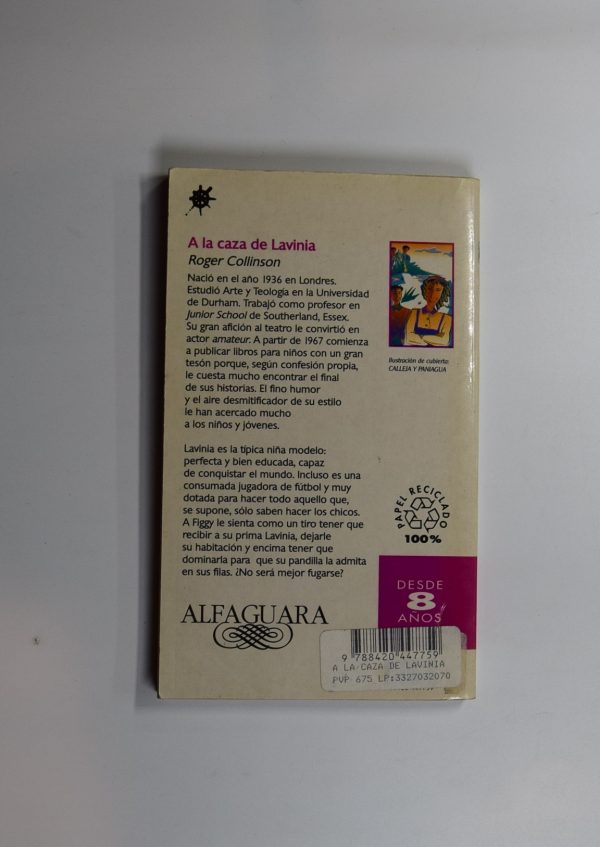 A la caza de Lavinia
Roger Collinson
Nació en el año 1936 en Londres.
Estudió Arte y Teología en la Universidad
de Durham. Trabajó como profesor en
Junior School de Southerland, Essex.
Su gran afición al teatro le convirtió en
actor amateur. A partir de 1967 comienza
a publicar libros para niños con un gran
tesón porque, según confesión propia,
le cuesta mucho encontrar el final
de sus historias. El fino humor
y el aire desmitificador de su estilo
le han acercado mucho
a los niños y jóvenes.
Lavinia es la típica niña modelo:
perfecta y bien educada, capaz
de conquistar el mundo. Incluso es una
consumada jugadora de fútbol y muy
dotada para hacer todo aquello que,
se supone, sólo saben hacer los chicos.
A Figgy le sienta como un tiro tener que
recibir a su prima Lavinia, dejarle
su habitación y encima tener que
dominarla para que su pandilla la admita
en sus filas. ¿No será mejor fugarse?
Ilustración de cubierta:
CALLEJA Y PANIAGUA
PAPEL RECICLADO
100%
DESDE
8
AÑOS
ALFAGUARA
9 788420 447759
A LA CAZA DE LAVINIA
PVP 675 LP:3327032070